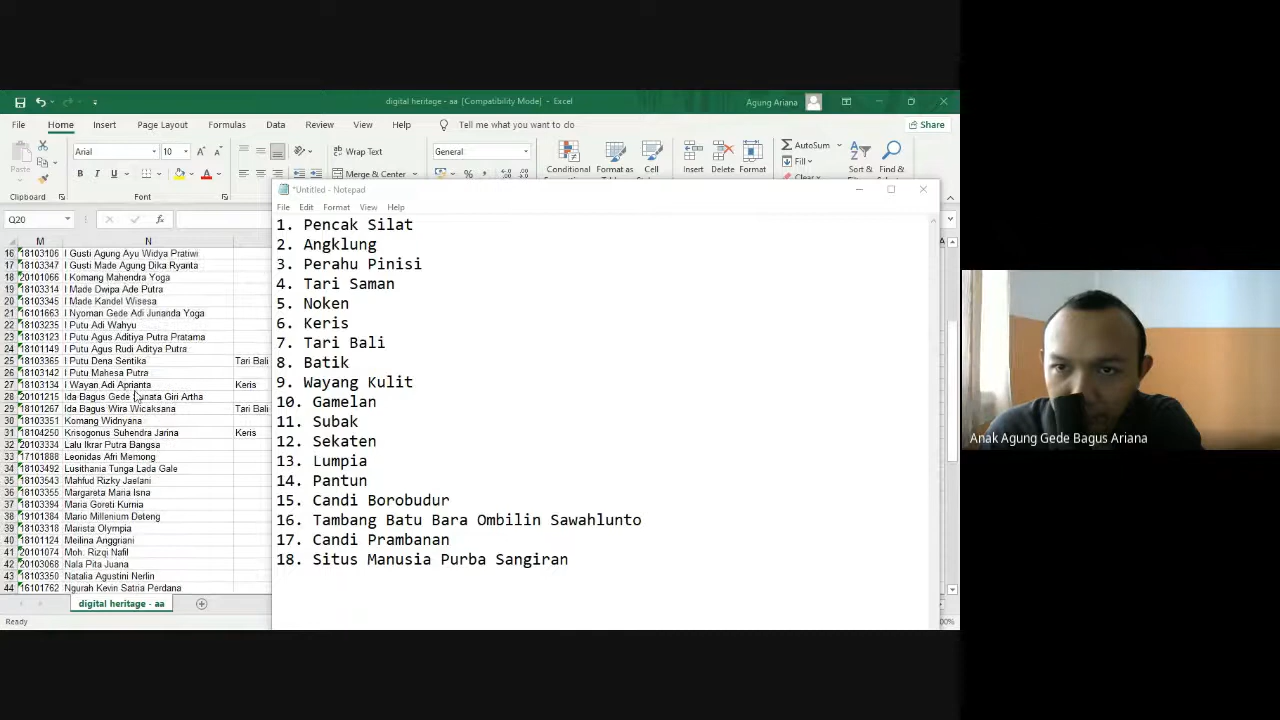 digital heritage - aa [Compatibility Mode] - Excel
Agung Ariana
File Home Insert Page Layout Formulas Data Review View Help Tell me what you want to do Share
Paste
Arial 10
Wrap Text
General
AutoSum
Fill
Clear
B I U
Merge & Center
Conditional
Format as
Cell
Insert Delete Format
Sort &
Find &
Clipboard
Font
Q20
M N
16 18103106 I Gusti Agung Ayu Widya Pratiwi
17 18103347 I Gusti Made Agung Dika Ryanta
18 20101066 I Komang Mahendra Yoga
19 18103314 I Made Dwipa Ade Putra
20 18103345 I Made Kandel Wisesa
21 16101663 I Nyoman Gede Adi Junanda Yoga
22 18103235 I Putu Adi Wahyu
23 18103123 I Putu Agus Aditiya Putra Pratama
24 18101149 I Putu Agus Rudi Aditya Putra
25 18103365 I Putu Dena Sentika Tari Bali
26 18103142 I Putu Mahesa Putra
27 18103134 I Wayan Adi Aprianta Keris
28 20101215 Ida Bagus Gede Giri Artha
29 18101267 Ida Bagus Wira Wicaksana Tari Bali
30 18103351 Komang Widnyana
31 18104250 Krisogonus Suhendra Jarina Keris
32 20103334 Lalu Ikrar Putra Bangsa
33 17101888 Leonidas Afri Memong
34 18103492 Lusithania Tunga Lada Gale
35 18103543 Mahfud Rizky Jaelani
36 18103355 Margareta Maria Isna
37 18103394 Maria Goreti Kurnia
38 19101384 Mario Millenium Deteng
39 18103318 Marista Olympia
40 18101124 Meilina Anggriani
41 20101074 Moh. Rizqi Nafil
42 20103068 Nala Pita Juana
43 18103350 Natalia Agustini Nerlin
44 16101762 Ngurah Kevin Satria Perdana
digital heritage - aa
Ready
*Untitled - Notepad
File Edit Format View Help
1. Pencak Silat
2. Angklung
3. Perahu Pinisi
4. Tari Saman
5. Noken
6. Keris
7. Tari Bali
8. Batik
9. Wayang Kulit
10. Gamelan
11. Subak
12. Sekaten
13. Lumpia
14. Pantun
15. Candi Borobudur
16. Tambang Batu Bara Ombilin Sawahlunto
17. Candi Prambanan
18. Situs Manusia Purba Sangiran
Anak Agung Gede Bagus Ariana